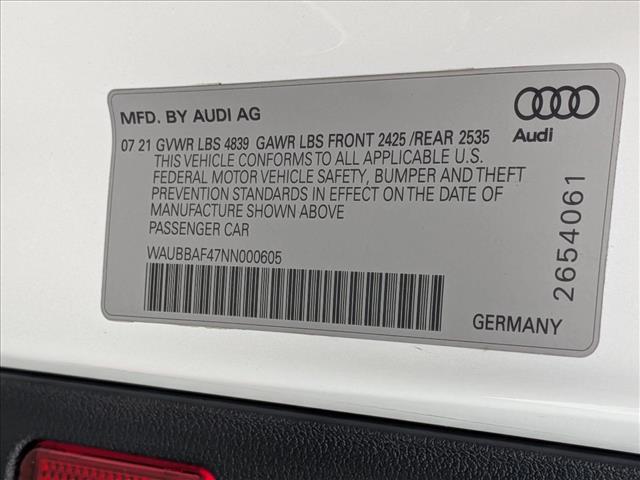 MFD. BY AUDI AG
07 21 GVWR LBS 4839 GAWR LBS FRONT 2425 /REAR 2535
THIS VEHICLE CONFORMS TO ALL APPLICABLE U.S.
FEDERAL MOTOR VEHICLE SAFETY, BUMPER AND THEFT
PREVENTION STANDARDS IN EFFECT ON THE DATE OF
MANUFACTURE SHOWN ABOVE
PASSENGER CAR
WAUBBAF47NN000605
Audi
2654061
GERMANY